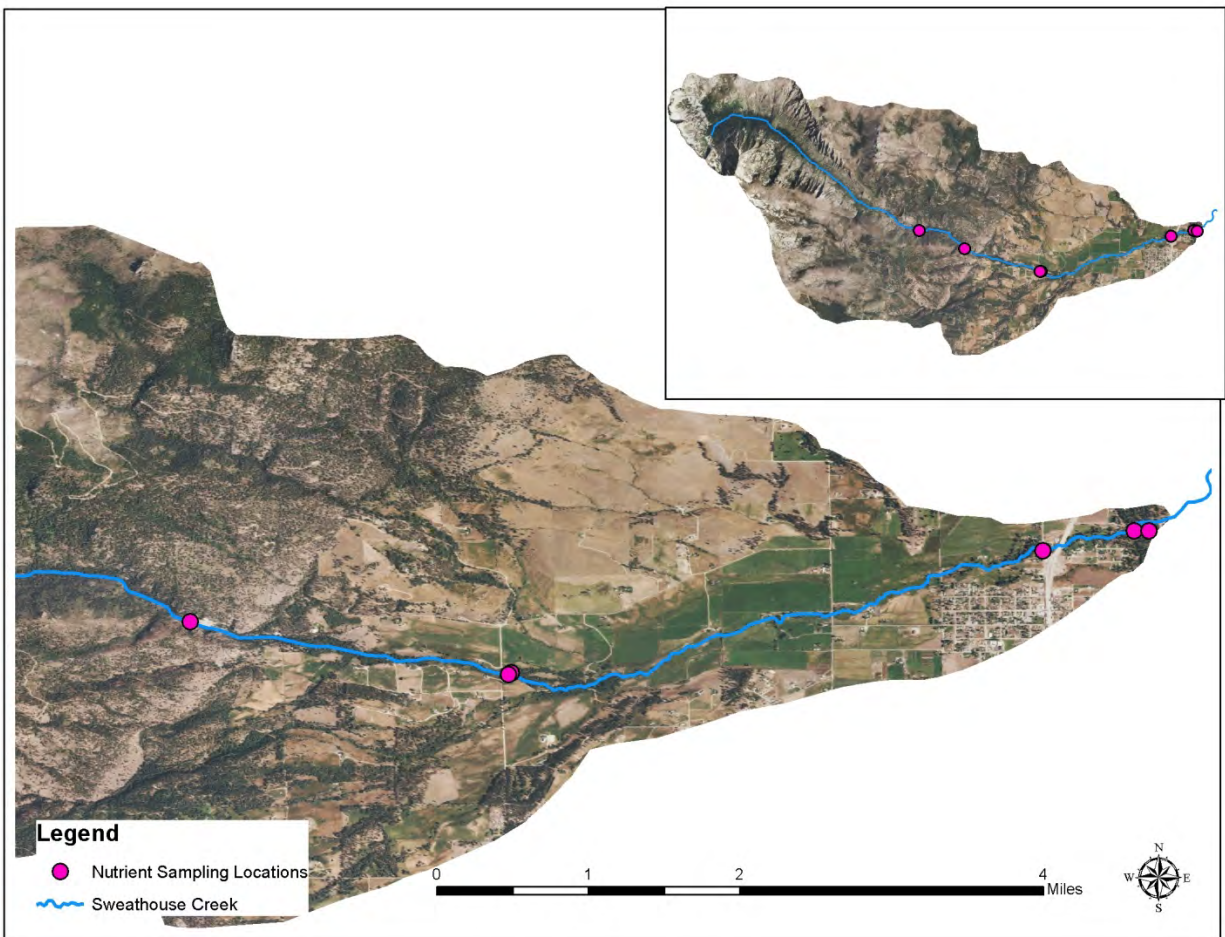 Legend
Nutrient Sampling Locations
Sweathouse Creek
0 1 2 4
Miles
N
W E
S